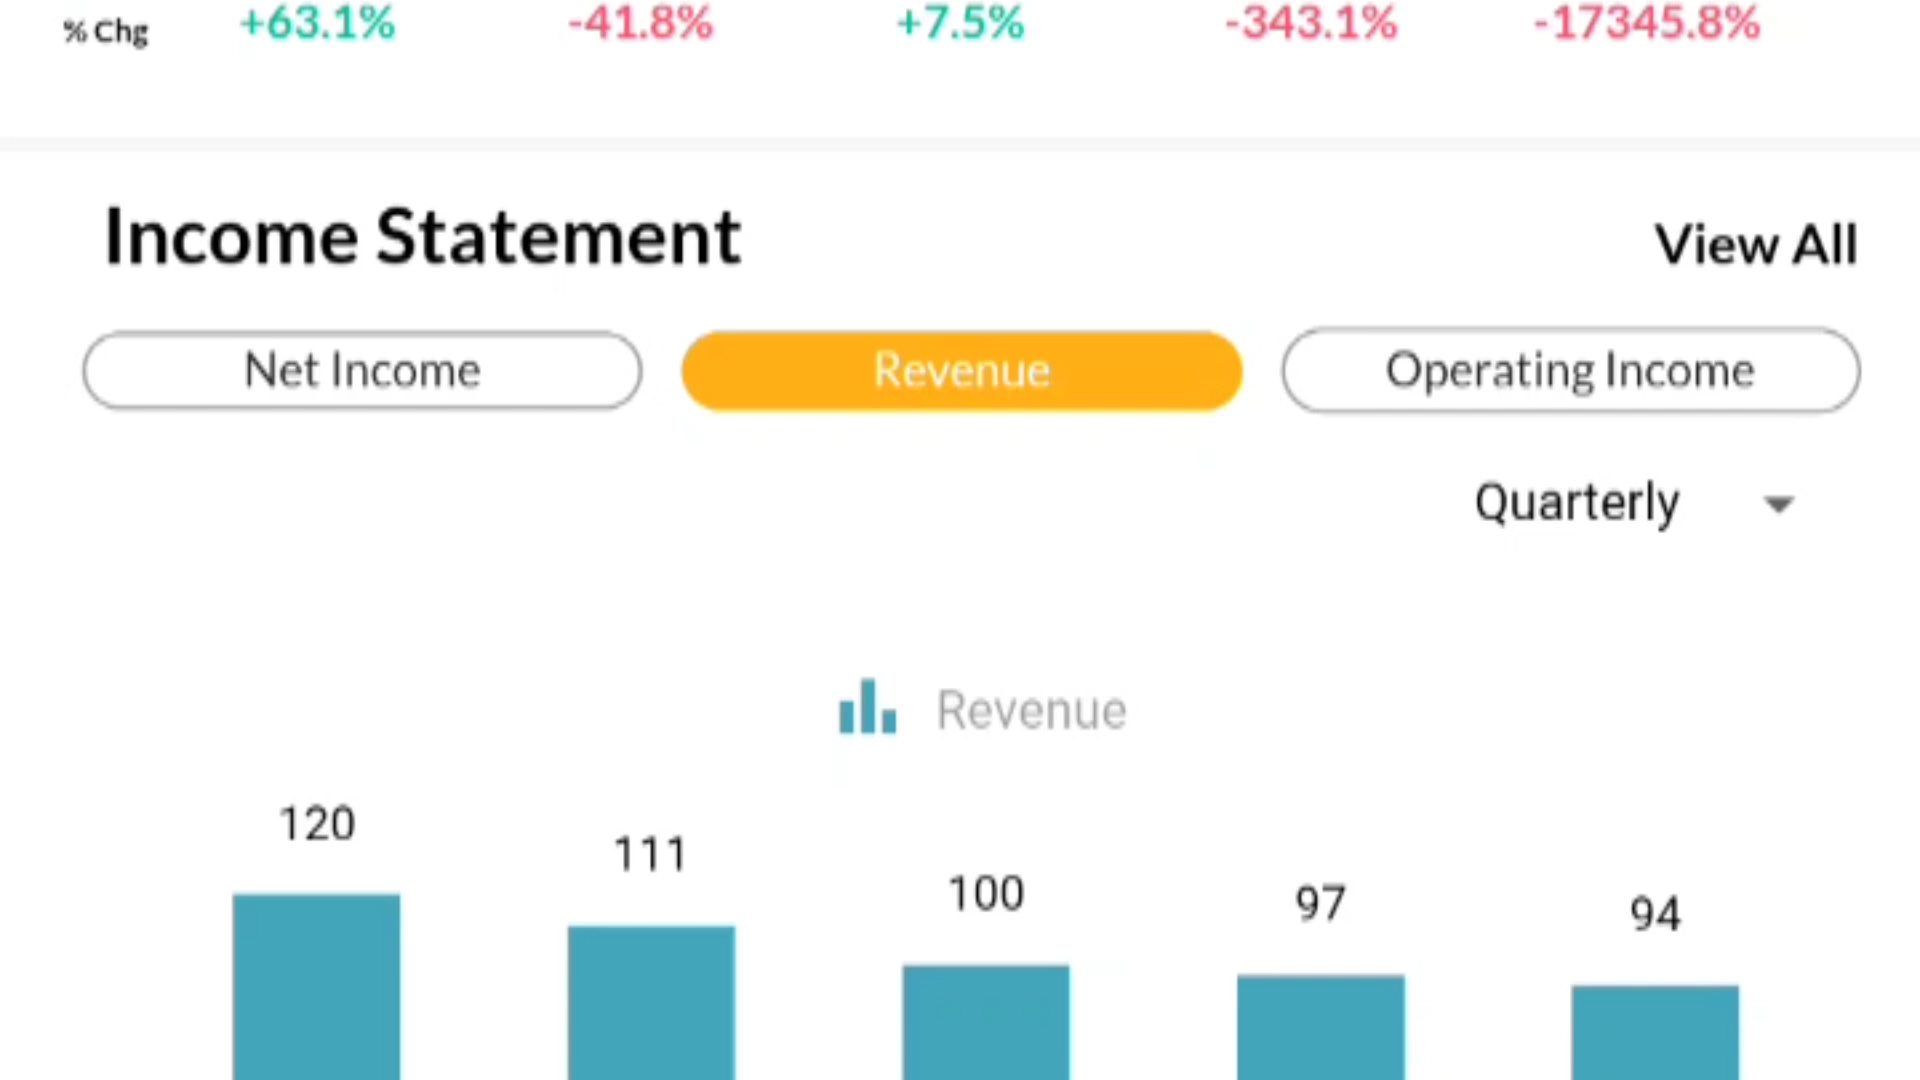 % Chg +63.1% -41.8% +7.5% -343.1% -17345.8%
Income Statement View All
Net Income Revenue Operating Income
Quarterly
Revenue
120 111 100 97 94